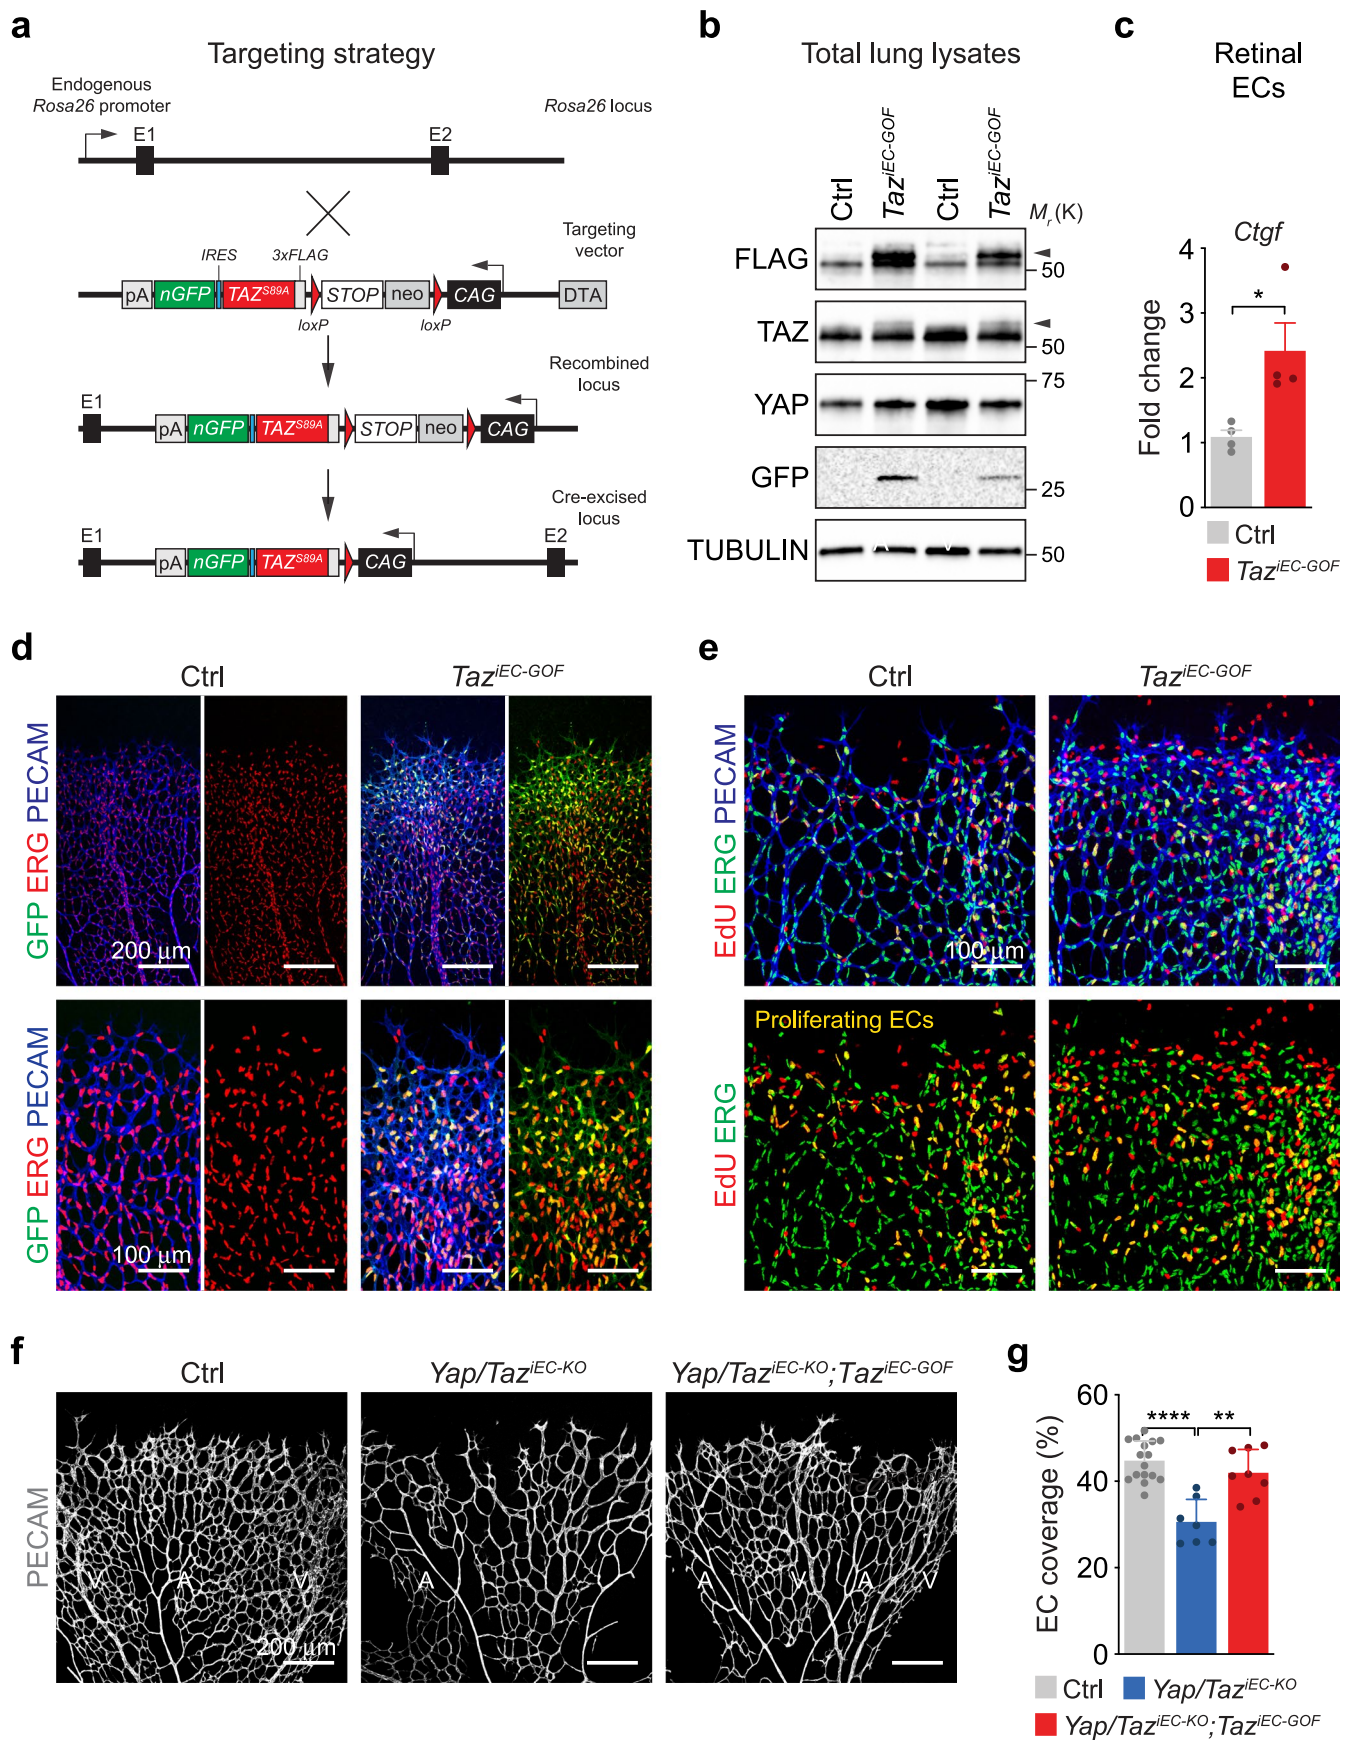 a
Targeting strategy
Endogenous
Rosa26 promoter
Rosa26 locus
E1
E2
IRES
3xFLAG
Targeting
vector
pA
nGFP
TAZS89A
STOP
neo
CAG
DTA
loxP
loxP
Recombined
locus
E1
pA
nGFP
TAZS89A
STOP
neo
CAG
Cre-excised
locus
E1
E2
pA
nGFP
TAZS89A
CAG
b
Total lung lysates
Ctrl
TaziEC-GOF
Ctrl
TaziEC-GOF
Mr(K)
FLAG
50
TAZ
50
YAP
75
GFP
25
TUBULIN
A
V
50
c
Retinal
ECs
Ctgf
Fold change
4
3
2
1
0
*
Ctrl
TaziEC-GOF
d
Ctrl
TaziEC-GOF
GFP ERG PECAM
200 μm
GFP ERG PECAM
100 μm
e
Ctrl
TaziEC-GOF
EdU ERG PECAM
100 μm
Proliferating ECs
EdU ERG
f
Ctrl
Yap/TaziEC-KO
Yap/TaziEC-KO;TaziEC-GOF
PECAM
V
A
V
200 μm
A
A
V
A
V
g
EC coverage (%)
60
40
20
0
****
**
Ctrl
Yap/TaziEC-KO
Yap/TaziEC-KO;TaziEC-GOF